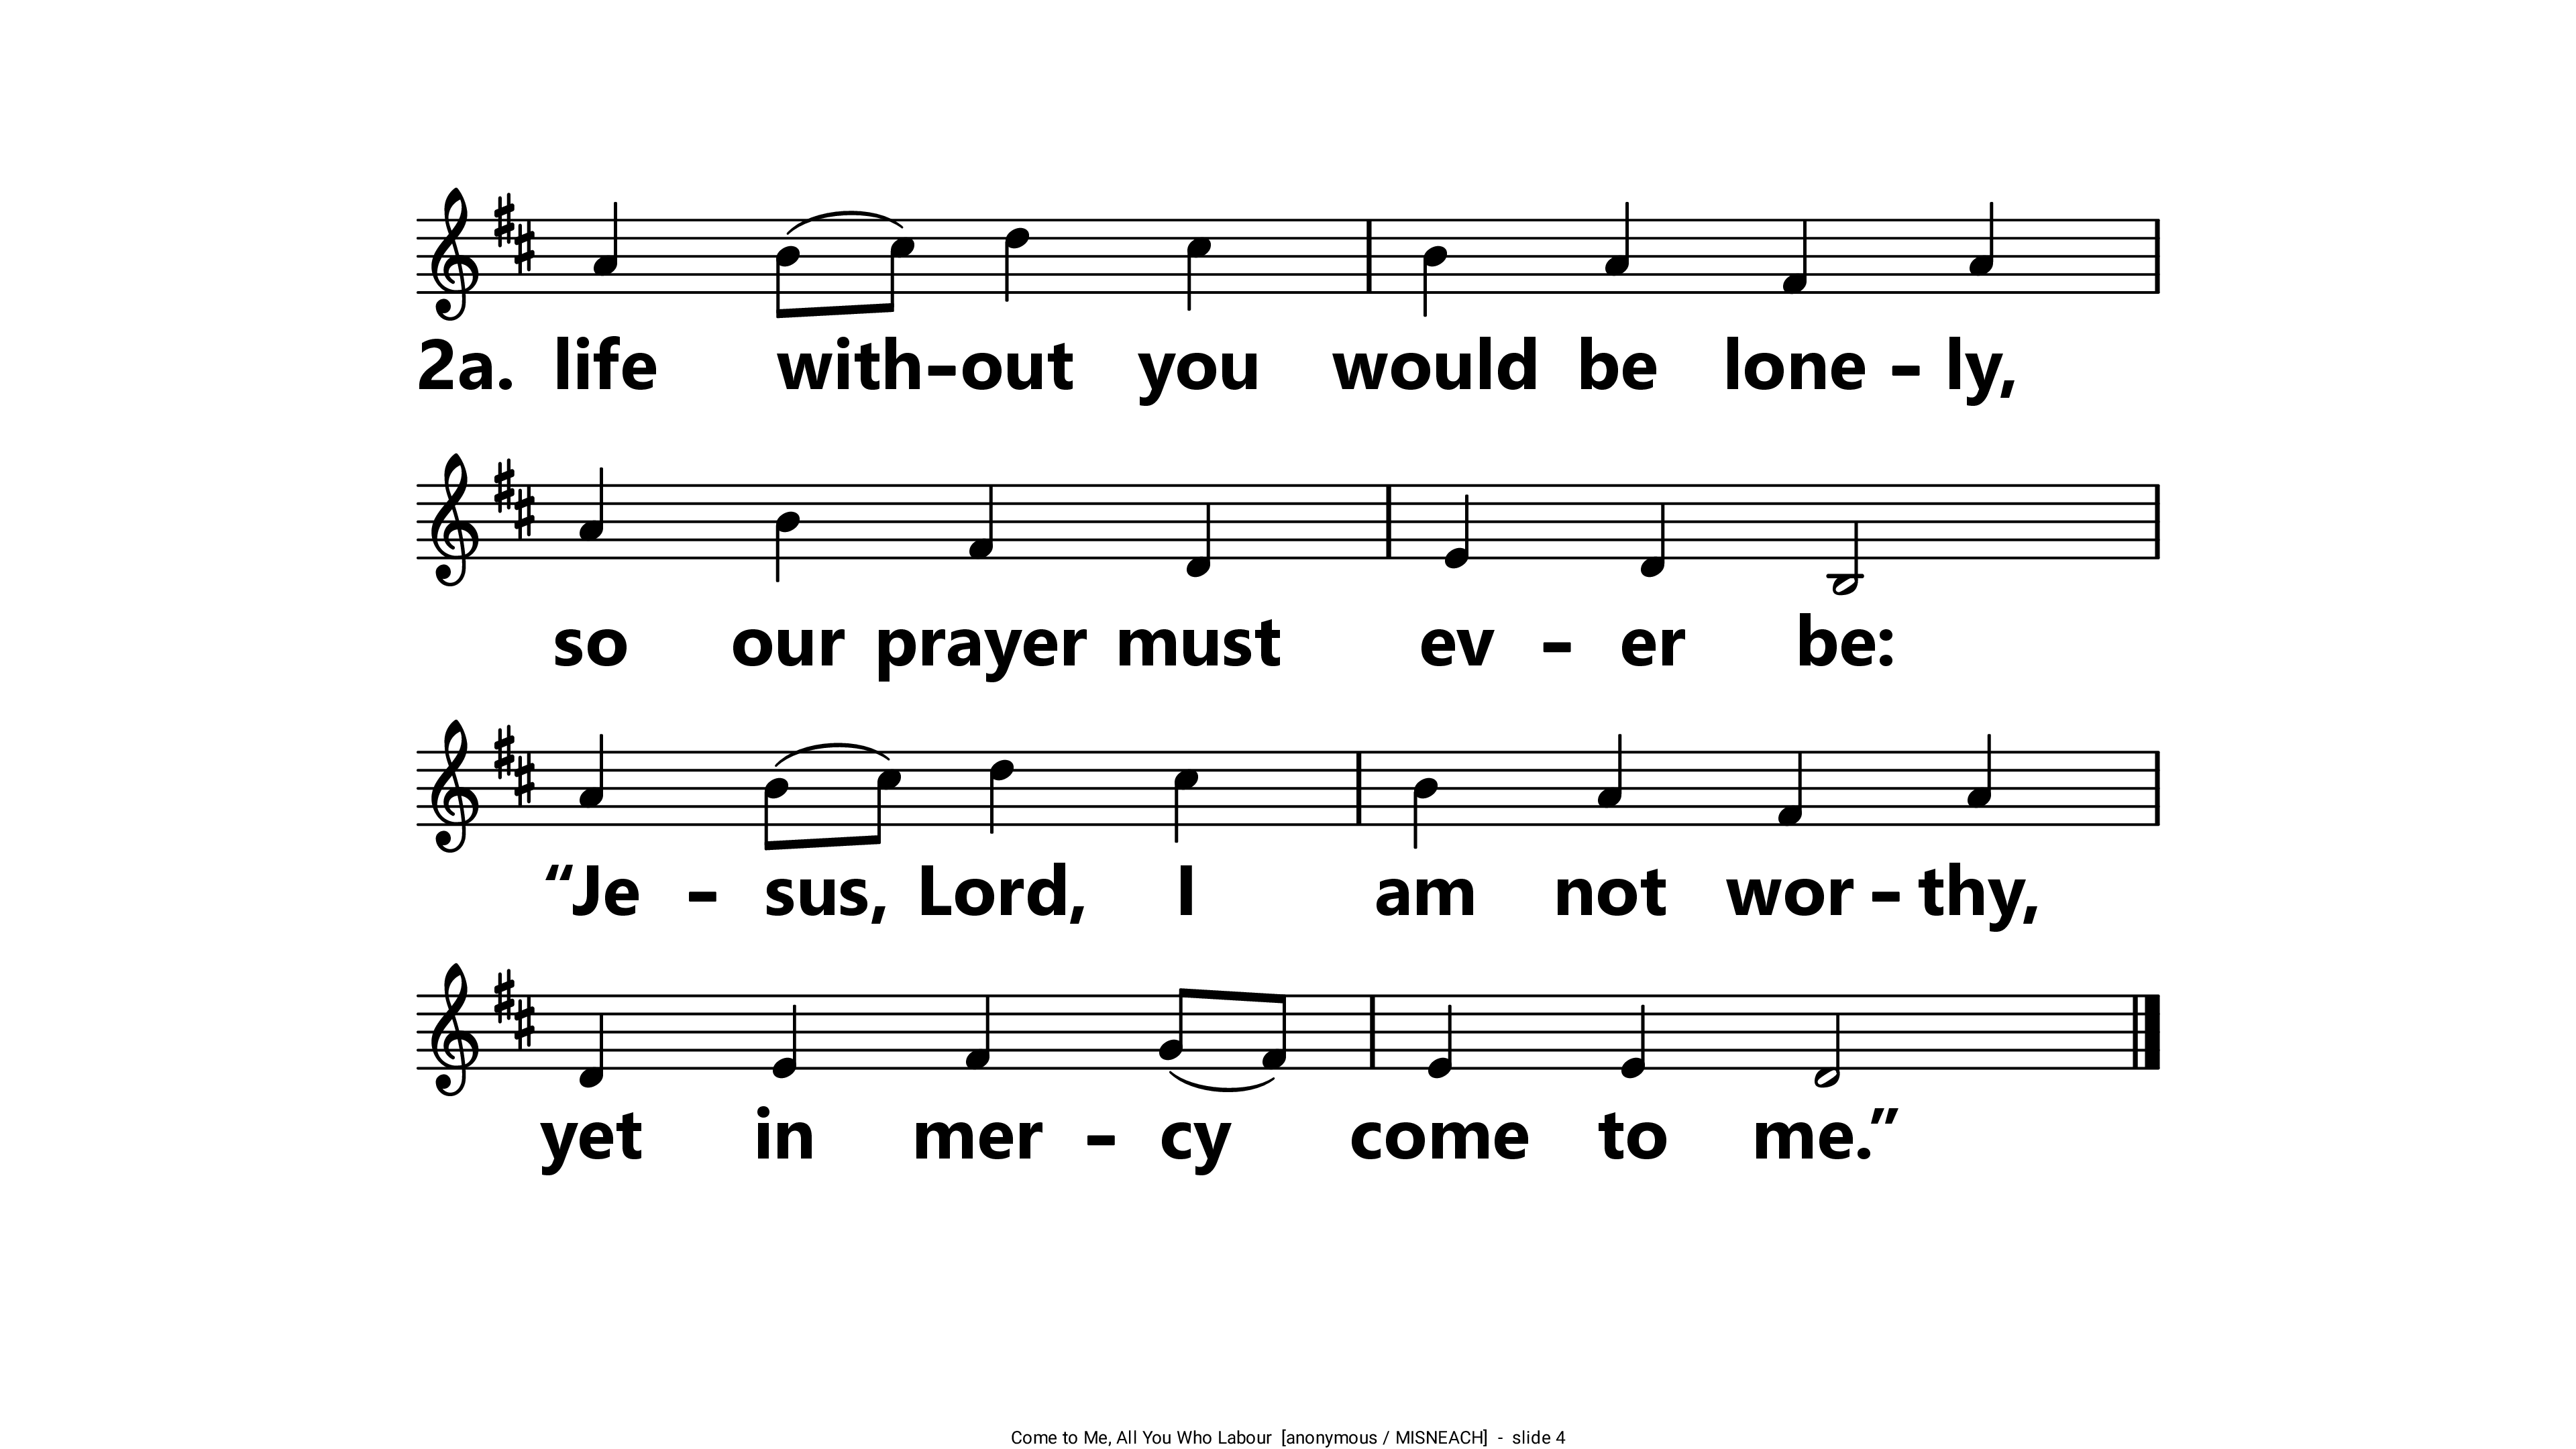 2a. life with-out you would be lone - ly,
so our prayer must ev - er be:
“Je - sus, Lord, I am not wor - thy,
yet in mer - cy come to me.”
Come to Me, All You Who Labour [anonymous / MISNEACH] - slide 4